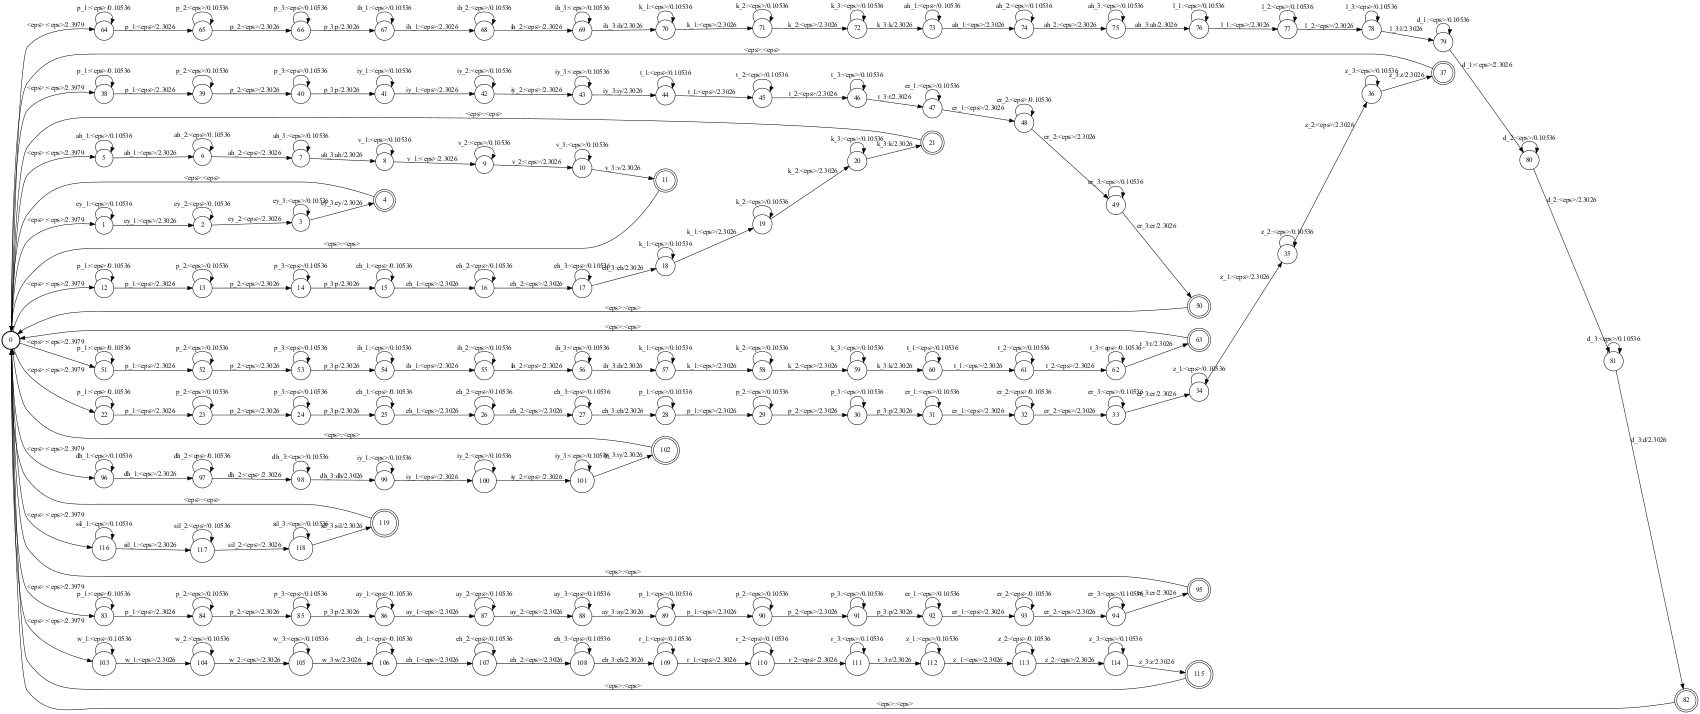 p_1:<eps>/0.10536 p_2:<eps>/0.10536 p_3:<eps>/0.10536 ih_1:<eps>/0.10536 ih_2:<eps>/0.10536 ih_3:<eps>/0.10536 k_1:<eps>/0.10536 k_2:<eps>/0.10536 k_3:<eps>/0.10536 ah_1:<eps>/0.10536 ah_2:<eps>/0.10536 ah_3:<eps>/0.10536 l_1:<eps>/0.10536 l_2:<eps>/0.10536 l_3:<eps>/0.10536 d_1:<eps>/0.10536
<eps>:<eps>/2.3979 64 p_1:<eps>/2.3026 65 p_2:<eps>/2.3026 66 p_3:p/2.3026 67 ih_1:<eps>/2.3026 68 ih_2:<eps>/2.3026 69 ih_3:ih/2.3026 70 k_1:<eps>/2.3026 71 k_2:<eps>/2.3026 72 k_3:k/2.3026 73 ah_1:<eps>/2.3026 74 ah_2:<eps>/2.3026 75 ah_3:ah/2.3026 76 l_1:<eps>/2.3026 77 l_2:<eps>/2.3026 78 l_3:l/2.3026 79
<eps>:<eps> d_1:<eps>/2.3026
p_1:<eps>/0.10536 p_2:<eps>/0.10536 p_3:<eps>/0.10536 iy_1:<eps>/0.10536 iy_2:<eps>/0.10536 iy_3:<eps>/0.10536 t_1:<eps>/0.10536 t_2:<eps>/0.10536 t_3:<eps>/0.10536 er_1:<eps>/0.10536 er_2:<eps>/0.10536 z_3:<eps>/0.10536 37
<eps>:<eps>/2.3979 38 p_1:<eps>/2.3026 39 p_2:<eps>/2.3026 40 p_3:p/2.3026 41 iy_1:<eps>/2.3026 42 iy_2:<eps>/2.3026 43 iy_3:iy/2.3026 44 t_1:<eps>/2.3026 45 t_2:<eps>/2.3026 46 t_3:t/2.3026 47 er_1:<eps>/2.3026 48 36 z_3:z/2.3026
<eps>:<eps> er_2:<eps>/2.3026 z_2:<eps>/2.3026 d_2:<eps>/0.10536
ah_1:<eps>/0.10536 ah_2:<eps>/0.10536 ah_3:<eps>/0.10536 v_1:<eps>/0.10536 v_2:<eps>/0.10536 v_3:<eps>/0.10536 k_3:<eps>/0.10536 21
<eps>:<eps>/2.3979 5 ah_1:<eps>/2.3026 6 ah_2:<eps>/2.3026 7 ah_3:ah/2.3026 8 v_1:<eps>/2.3026 9 v_2:<eps>/2.3026 10 v_3:v/2.3026 11 k_2:<eps>/2.3026 20 k_3:k/2.3026 80
<eps>:<eps> er_3:<eps>/0.10536
ey_1:<eps>/0.10536 ey_2:<eps>/0.10536 ey_3:<eps>/0.10536 4 k_2:<eps>/0.10536 49 d_2:<eps>/2.3026
<eps>:<eps>/2.3979 1 ey_1:<eps>/2.3026 2 ey_2:<eps>/2.3026 3 ey_3:ey/2.3026 k_1:<eps>/2.3026 19 er_3:er/2.3026
<eps>:<eps> k_1:<eps>/0.10536 z_2:<eps>/0.10536 35
p_1:<eps>/0.10536 p_2:<eps>/0.10536 p_3:<eps>/0.10536 eh_1:<eps>/0.10536 eh_2:<eps>/0.10536 eh_3:<eps>/0.10536 18 z_1:<eps>/2.3026
<eps>:<eps>/2.3979 12 p_1:<eps>/2.3026 13 p_2:<eps>/2.3026 14 p_3:p/2.3026 15 eh_1:<eps>/2.3026 16 eh_2:<eps>/2.3026 17 eh_3:eh/2.3026
<eps>:<eps> 50
0 <eps>:<eps> 63 d_3:<eps>/0.10536
<eps>:<eps>/2.3979 p_1:<eps>/0.10536 p_2:<eps>/0.10536 p_3:<eps>/0.10536 ih_1:<eps>/0.10536 ih_2:<eps>/0.10536 ih_3:<eps>/0.10536 k_1:<eps>/0.10536 k_2:<eps>/0.10536 k_3:<eps>/0.10536 t_1:<eps>/0.10536 t_2:<eps>/0.10536 t_3:<eps>/0.10536 t_3:t/2.3026 81
51 p_1:<eps>/2.3026 52 p_2:<eps>/2.3026 53 p_3:p/2.3026 54 ih_1:<eps>/2.3026 55 ih_2:<eps>/2.3026 56 ih_3:ih/2.3026 57 k_1:<eps>/2.3026 58 k_2:<eps>/2.3026 59 k_3:k/2.3026 60 t_1:<eps>/2.3026 61 t_2:<eps>/2.3026 62
<eps>:<eps>/2.3979 p_1:<eps>/0.10536 p_2:<eps>/0.10536 p_3:<eps>/0.10536 eh_1:<eps>/0.10536 eh_2:<eps>/0.10536 eh_3:<eps>/0.10536 p_1:<eps>/0.10536 p_2:<eps>/0.10536 p_3:<eps>/0.10536 er_1:<eps>/0.10536 er_2:<eps>/0.10536 er_3:<eps>/0.10536 z_1:<eps>/0.10536 34
22 p_1:<eps>/2.3026 23 p_2:<eps>/2.3026 24 p_3:p/2.3026 25 eh_1:<eps>/2.3026 26 eh_2:<eps>/2.3026 27 eh_3:eh/2.3026 28 p_1:<eps>/2.3026 29 p_2:<eps>/2.3026 30 p_3:p/2.3026 31 er_1:<eps>/2.3026 32 er_2:<eps>/2.3026 33 er_3:er/2.3026
<eps>:<eps> 102 d_3:d/2.3026
<eps>:<eps>/2.3979 dh_1:<eps>/0.10536 dh_2:<eps>/0.10536 dh_3:<eps>/0.10536 iy_1:<eps>/0.10536 iy_2:<eps>/0.10536 iy_3:<eps>/0.10536 iy_3:iy/2.3026
96 dh_1:<eps>/2.3026 97 dh_2:<eps>/2.3026 98 dh_3:dh/2.3026 99 iy_1:<eps>/2.3026 100 iy_2:<eps>/2.3026 101
<eps>:<eps> 119
<eps>:<eps>/2.3979 sil_1:<eps>/0.10536 sil_2:<eps>/0.10536 sil_3:<eps>/0.10536 sil_3:sil/2.3026
116 sil_1:<eps>/2.3026 117 sil_2:<eps>/2.3026 118
<eps>:<eps> 95
<eps>:<eps>/2.3979 p_1:<eps>/0.10536 p_2:<eps>/0.10536 p_3:<eps>/0.10536 ay_1:<eps>/0.10536 ay_2:<eps>/0.10536 ay_3:<eps>/0.10536 p_1:<eps>/0.10536 p_2:<eps>/0.10536 p_3:<eps>/0.10536 er_1:<eps>/0.10536 er_2:<eps>/0.10536 er_3:<eps>/0.10536 er_3:er/2.3026
83 p_1:<eps>/2.3026 84 p_2:<eps>/2.3026 85 p_3:p/2.3026 86 ay_1:<eps>/2.3026 87 ay_2:<eps>/2.3026 88 ay_3:ay/2.3026 89 p_1:<eps>/2.3026 90 p_2:<eps>/2.3026 91 p_3:p/2.3026 92 er_1:<eps>/2.3026 93 er_2:<eps>/2.3026 94
<eps>:<eps>/2.3979 w_1:<eps>/0.10536 w_2:<eps>/0.10536 w_3:<eps>/0.10536 eh_1:<eps>/0.10536 eh_2:<eps>/0.10536 eh_3:<eps>/0.10536 r_1:<eps>/0.10536 r_2:<eps>/0.10536 r_3:<eps>/0.10536 z_1:<eps>/0.10536 z_2:<eps>/0.10536 z_3:<eps>/0.10536
103 w_1:<eps>/2.3026 104 w_2:<eps>/2.3026 105 w_3:w/2.3026 106 eh_1:<eps>/2.3026 107 eh_2:<eps>/2.3026 108 eh_3:eh/2.3026 109 r_1:<eps>/2.3026 110 r_2:<eps>/2.3026 111 r_3:r/2.3026 112 z_1:<eps>/2.3026 113 z_2:<eps>/2.3026 114 z_3:z/2.3026 115
<eps>:<eps>
<eps>:<eps> 82